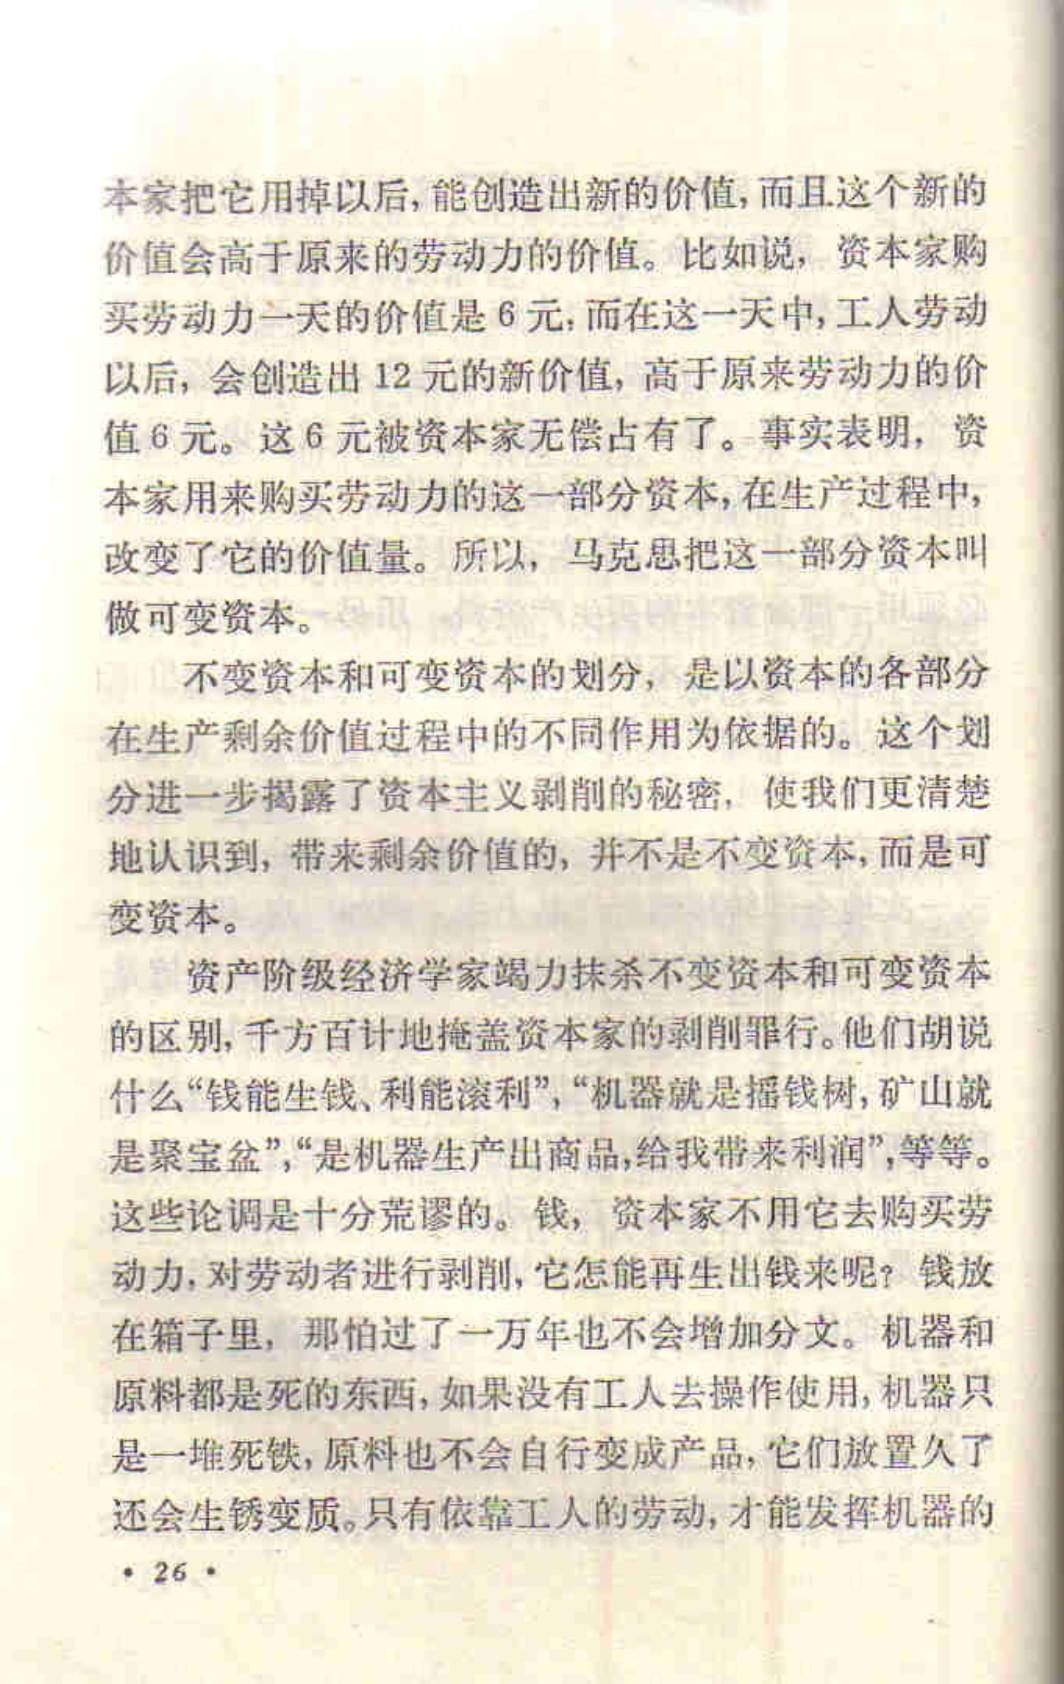 本家把它用掉以后，能创造出新的价值，而且这个新的
价值会高于原来的劳动力的价值。比如说，资本家购
买劳动力一天的价值是6元，而在这一天中，工人劳动
以后，会创造出12元的新价值，高于原来劳动力的价
值6元。这6元被资本家无偿占有了。事实表明，资
本家用来购买劳动力的这一部分资本，在生产过程中，
改变了它的价值量。所以，马克思把这一部分资本叫
做可变资本。
不变资本和可变资本的划分，是以资本的各部分
在生产剩余价值过程中的不同作用为依据的。这个划
分进一步揭露了资本主义剥削的秘密，使我们更清楚
地认识到，带来剩余价值的，并不是不变资本，而是可
变资本。
资产阶级经济学家竭力抹杀不变资本和可变资本
的区别，千方百计地掩盖资本家的剥削罪行。他们胡说
什么“钱能生钱、利能滚利”，“机器就是摇钱树，矿山就
是聚宝盆”，“是机器生产出商品，给我带来利润”，等等。
这些论调是十分荒谬的。钱，资本家不用它去购买劳
动力，对劳动者进行剥削，它怎能再生出钱来呢？钱放
在箱子里，那怕过了一万年也不会增加分文。机器和
原料都是死的东西，如果没有工人去操作使用，机器只
是一堆死铁，原料也不会自行变成产品，它们放置久了
还会生锈变质。只有依靠工人的劳动，才能发挥机器的
• 26 •